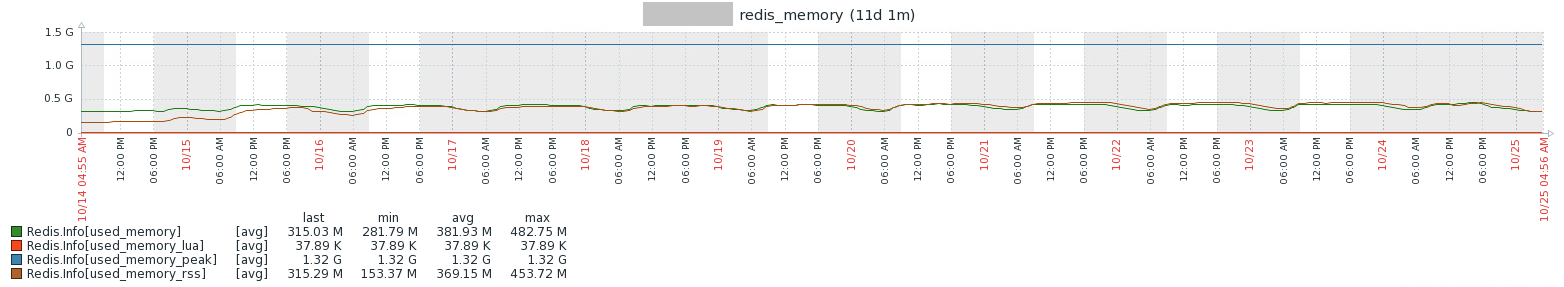 redis_memory (11d 1m)
1.5 G
1.0 G
0.5 G
0
10/14 04:55 AM
12:00 PM
06:00 PM
10/15
06:00 AM
12:00 PM
06:00 PM
10/16
06:00 AM
12:00 PM
06:00 PM
10/17
06:00 AM
12:00 PM
06:00 PM
10/18
06:00 AM
12:00 PM
06:00 PM
10/19
06:00 AM
12:00 PM
06:00 PM
10/20
06:00 AM
12:00 PM
06:00 PM
10/21
06:00 AM
12:00 PM
06:00 PM
10/22
06:00 AM
12:00 PM
06:00 PM
10/23
06:00 AM
12:00 PM
06:00 PM
10/24
06:00 AM
12:00 PM
06:00 PM
10/25
10/25 04:56 AM
last min avg max
Redis.Info[used_memory] [avg] 315.03 M 281.79 M 381.93 M 482.75 M
Redis.Info[used_memory_lua] [avg] 37.89 K 37.89 K 37.89 K 37.89 K
Redis.Info[used_memory_peak] [avg] 1.32 G 1.32 G 1.32 G 1.32 G
Redis.Info[used_memory_rss] [avg] 315.29 M 153.37 M 369.15 M 453.72 M